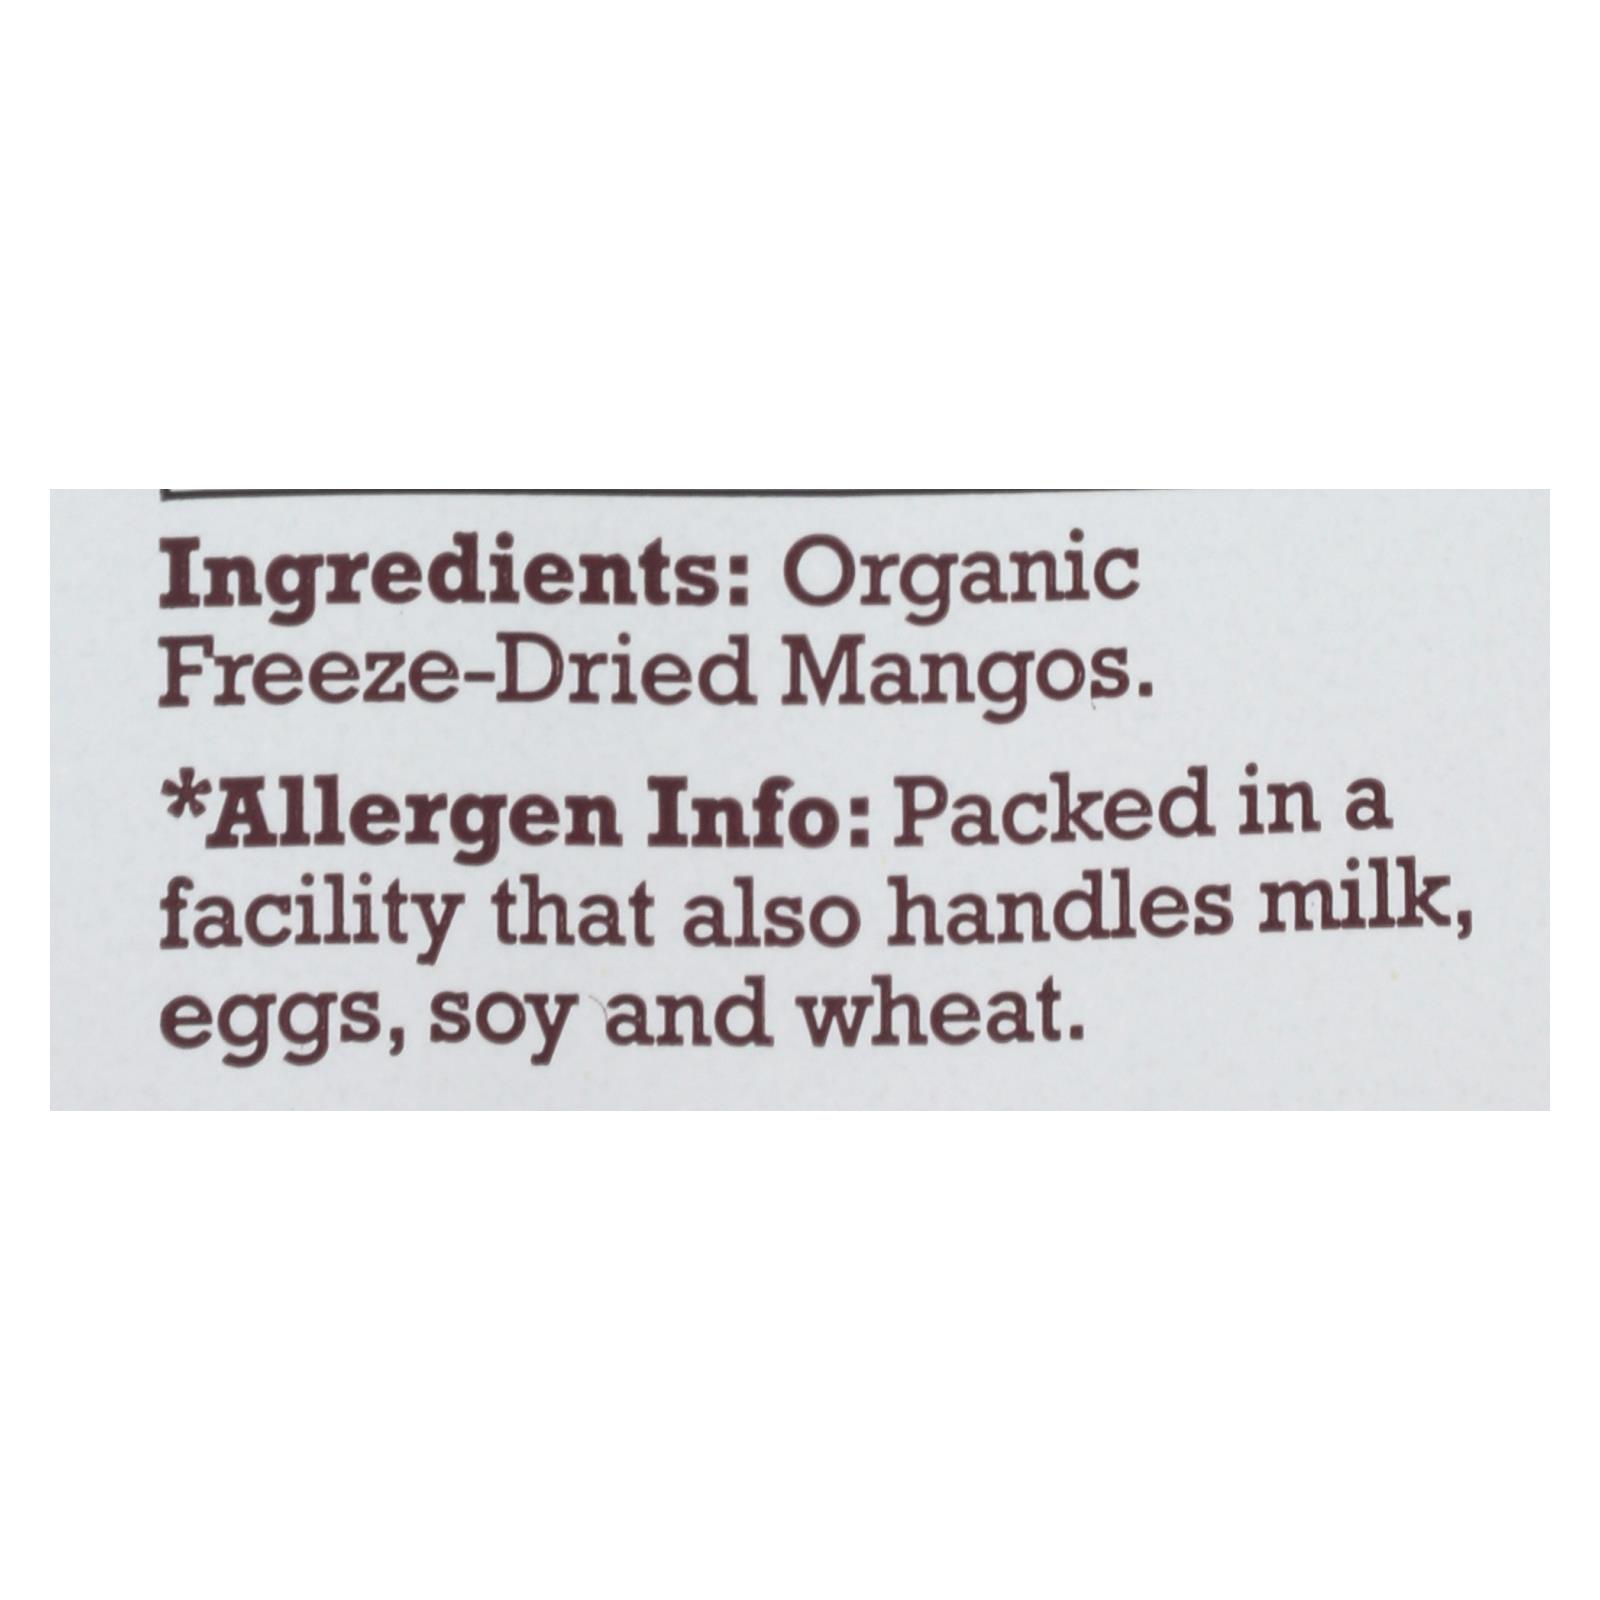 Ingredients: Organic
Freeze-Dried Mangos.
*Allergen Info: Packed in a
facility that also handles milk,
eggs, soy and wheat.